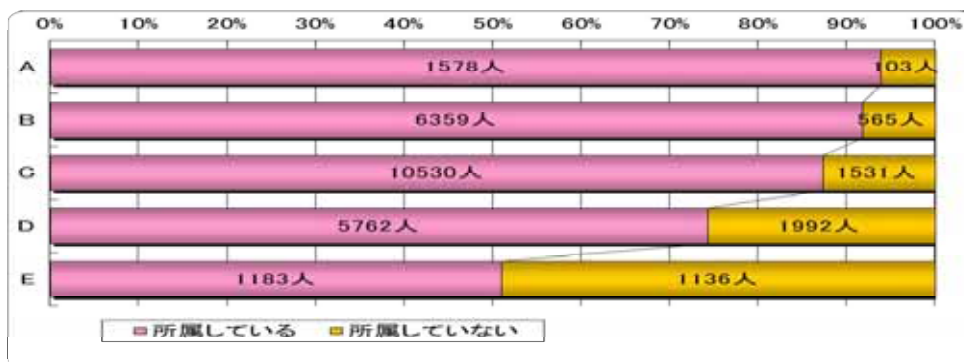 0% 10% 20% 30% 40% 50% 60% 70% 80% 90% 100%
A 1578人 103人
B 6359人 565人
C 10530人 1531人
D 5762人 1992人
E 1183人 1136人
所属している 所属していない